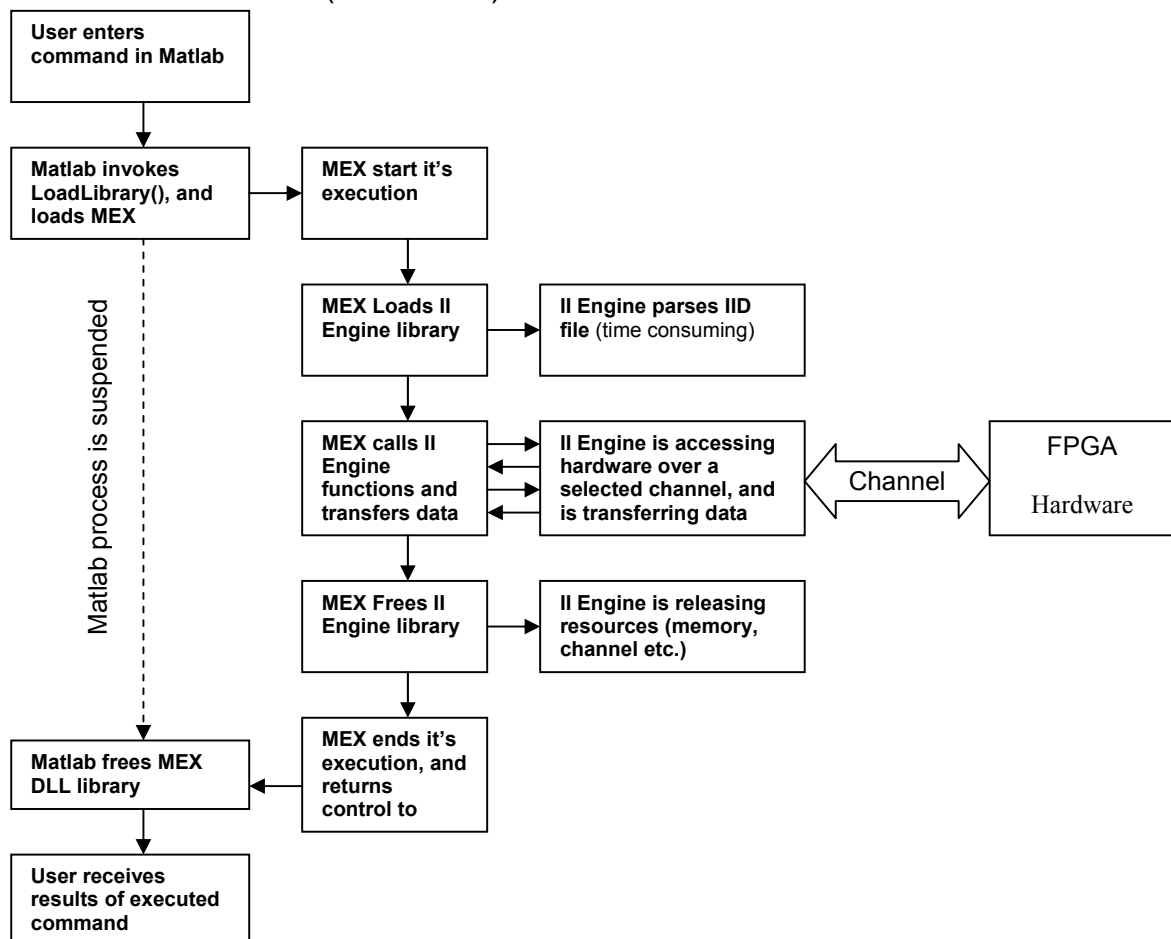 User enters
command in Matlab
Matlab invokes
LoadLibrary(), and
loads MEX
MEX start it's
execution
MEX Loads II
Engine library
II Engine parses IID
file (time consuming)
Matlab process is suspended
MEX calls II
Engine
functions and
transfers data
II Engine is accessing
hardware over a
selected channel, and
is transferring data
Channel
FPGA
Hardware
MEX Frees II
Engine library
II Engine is releasing
resources (memory,
channel etc.)
MEX ends it's
execution, and
returns
control to
Matlab frees MEX
DLL library
User receives
results of executed
command